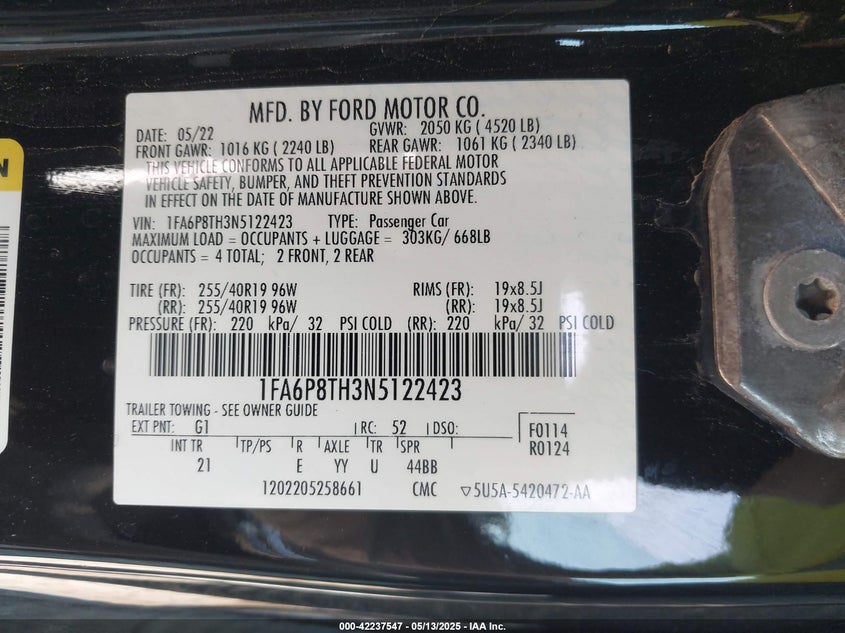 N
MFD. BY FORD MOTOR CO.
DATE: 05/22 GVWR: 2050 KG ( 4520 LB)
FRONT GAWR: 1016 KG ( 2240 LB) REAR GAWR: 1061 KG ( 2340 LB)
THIS VEHICLE CONFORMS TO ALL APPLICABLE FEDERAL MOTOR
VEHICLE SAFETY, BUMPER, AND THEFT PREVENTION STANDARDS
IN EFFECT ON THE DATE OF MANUFACTURE SHOWN ABOVE.
VIN: 1FA6P8TH3N5122423 TYPE: Passenger Car
MAXIMUM LOAD = OCCUPANTS + LUGGAGE = 303KG/ 668LB
OCCUPANTS = 4 TOTAL; 2 FRONT, 2 REAR
TIRE (FR): 255/40R19 96W RIMS (FR): 19x8.5J
(RR): 255/40R19 96W (RR): 19x8.5J
PRESSURE (FR): 220 kPa/ 32 PSI COLD (RR): 220 kPa/ 32 PSI COLD
1FA6P8TH3N5122423
TRAILER TOWING - SEE OWNER GUIDE
EXT PNT: G1 RC: 52 DSO: F0114
R0124
INT TR TP/PS R AXLE TR SPR
21 E YY U 44BB
1202205258661 CMC ▽5U5A-5420472-AA
000-42237547 - 05/13/2025 - IAA Inc.